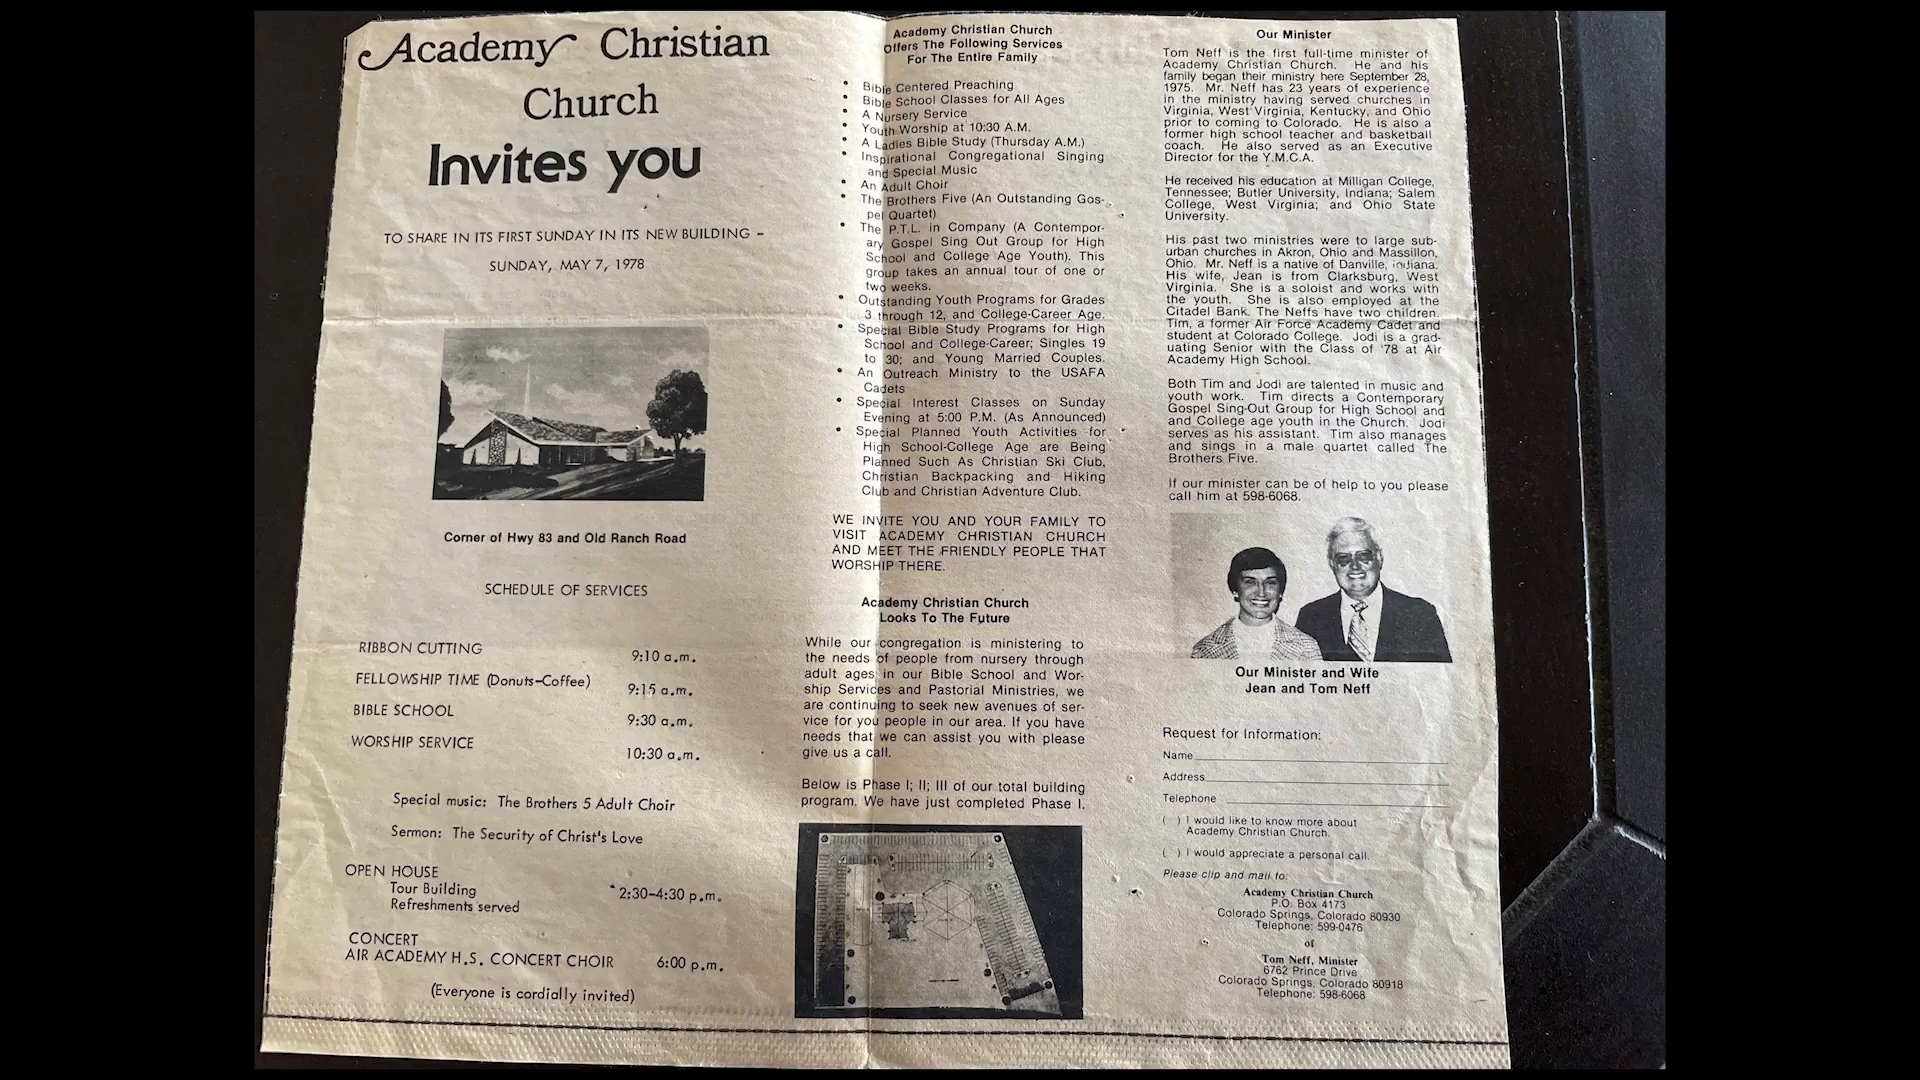 Academy Christian
Church
Invites you
TO SHARE IN ITS FIRST SUNDAY IN ITS NEW BUILDING –
SUNDAY, MAY 7, 1978
Corner of Hwy 83 and Old Ranch Road
SCHEDULE OF SERVICES
RIBBON CUTTING 9:10 a.m.
FELLOWSHIP TIME (Donuts-Coffee) 9:15 a.m.
BIBLE SCHOOL 9:30 a.m.
WORSHIP SERVICE 10:30 a.m.
Special music: The Brothers 5 Adult Choir
Sermon: The Security of Christ's Love
OPEN HOUSE
Tour Building 2:30-4:30 p.m.
Refreshments served
CONCERT
AIR ACADEMY H.S. CONCERT CHOIR 6:00 p.m.
(Everyone is cordially invited)
Academy Christian Church
Offers The Following Services
For The Entire Family
• Bible Centered Preaching
• Bible School Classes for All Ages
• A Nursery Service
• Youth Worship at 10:30 A.M.
• A Ladies Bible Study (Thursday A.M.)
• Inspirational Congregational Singing
and Special Music
• An Adult Choir
• The Brothers Five (An Outstanding Gos-
pel Quartet)
• The P.T.L. in Company (A Contempor-
ary Gospel Sing Out Group for High
School and College Age Youth). This
group takes an annual tour of one or
two weeks.
• Outstanding Youth Programs for Grades
3 through 12, and College-Career Age.
• Special Bible Study Programs for High
School and College-Career; Singles 19
to 30; and Young Married Couples.
• An Outreach Ministry to the USAFA
Cadets
• Special Interest Classes on Sunday
Evening at 5:00 P.M. (As Announced)
• Special Planned Youth Activities for
High School-College Age are Being
Planned Such As Christian Ski Club,
Christian Backpacking and Hiking
Club and Christian Adventure Club.
WE INVITE YOU AND YOUR FAMILY TO
VISIT ACADEMY CHRISTIAN CHURCH
AND MEET THE FRIENDLY PEOPLE THAT
WORSHIP THERE.
Academy Christian Church
Looks To The Future
While our congregation is ministering to
the needs of people from nursery through
adult ages in our Bible School and Wor-
ship Services and Pastorial Ministries, we
are continuing to seek new avenues of ser-
vice for you people in our area. If you have
needs that we can assist you with please
give us a call.
Below is Phase I; II; III of our total building
program. We have just completed Phase I.
Our Minister
Tom Neff is the first full-time minister of
Academy Christian Church. He and his
family began their ministry here September 28,
1975. Mr. Neff has 23 years of experience
in the ministry having served churches in
Virginia, West Virginia, Kentucky, and Ohio
prior to coming to Colorado. He is also a
former high school teacher and basketball
coach. He also served as an Executive
Director for the Y.M.C.A.
He received his education at Milligan College,
Tennessee; Butler University, Indiana; Salem
College, West Virginia; and Ohio State
University.
His past two ministries were to large sub-
urban churches in Akron, Ohio and Massillon,
Ohio. Mr. Neff is a native of Danville, indiana.
His wife, Jean is from Clarksburg, West
Virginia. She is a soloist and works with
the youth. She is also employed at the
Citadel Bank. The Neffs have two children.
Tim, a former Air Force Academy Cadet and
student at Colorado College. Jodi is a grad-
uating Senior with the Class of '78 at Air
Academy High School.
Both Tim and Jodi are talented in music and
youth work. Tim directs a Contemporary
Gospel Sing-Out Group for High School and
and College age youth in the Church. Jodi
serves as his assistant. Tim also manages
and sings in a male quartet called The
Brothers Five.
If our minister can be of help to you please
call him at 598-6068.
Our Minister and Wife
Jean and Tom Neff
Request for Information:
Name
Address
Telephone
( ) I would like to know more about
Academy Christian Church.
( ) I would appreciate a personal call.
Please clip and mail to:
Academy Christian Church
P.O. Box 4173
Colorado Springs, Colorado 80930
Telephone: 599-0476
of
Tom Neff, Minister
6762 Prince Drive
Colorado Springs, Colorado 80918
Telephone: 598-6068